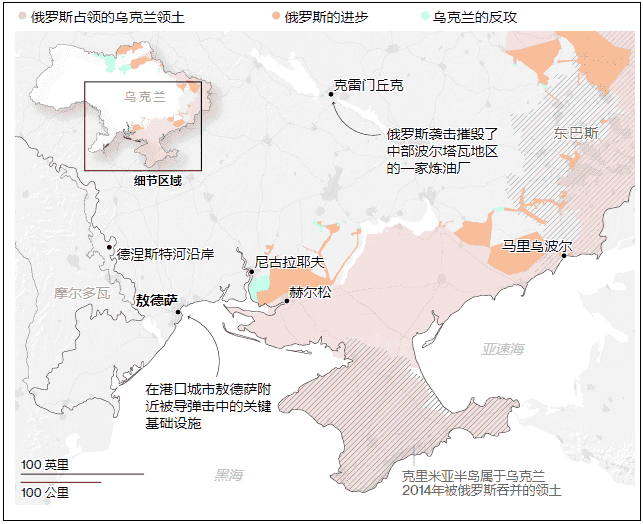 俄罗斯占领的乌克兰领土
俄罗斯的进步
乌克兰的反攻
乌克兰
细节区域
克雷门丘克
俄罗斯袭击摧毁了
中部波尔塔瓦地区
的一家炼油厂
东巴斯
德涅斯特河沿岸
尼古拉耶夫
马里乌波尔
摩尔多瓦
敖德萨
赫尔松
亚速海
在港口城市敖德萨附
近被导弹击中的关键
基础设施
100 英里
100 公里
黑海
克里米亚半岛属于乌克兰
2014年被俄罗斯吞并的领土